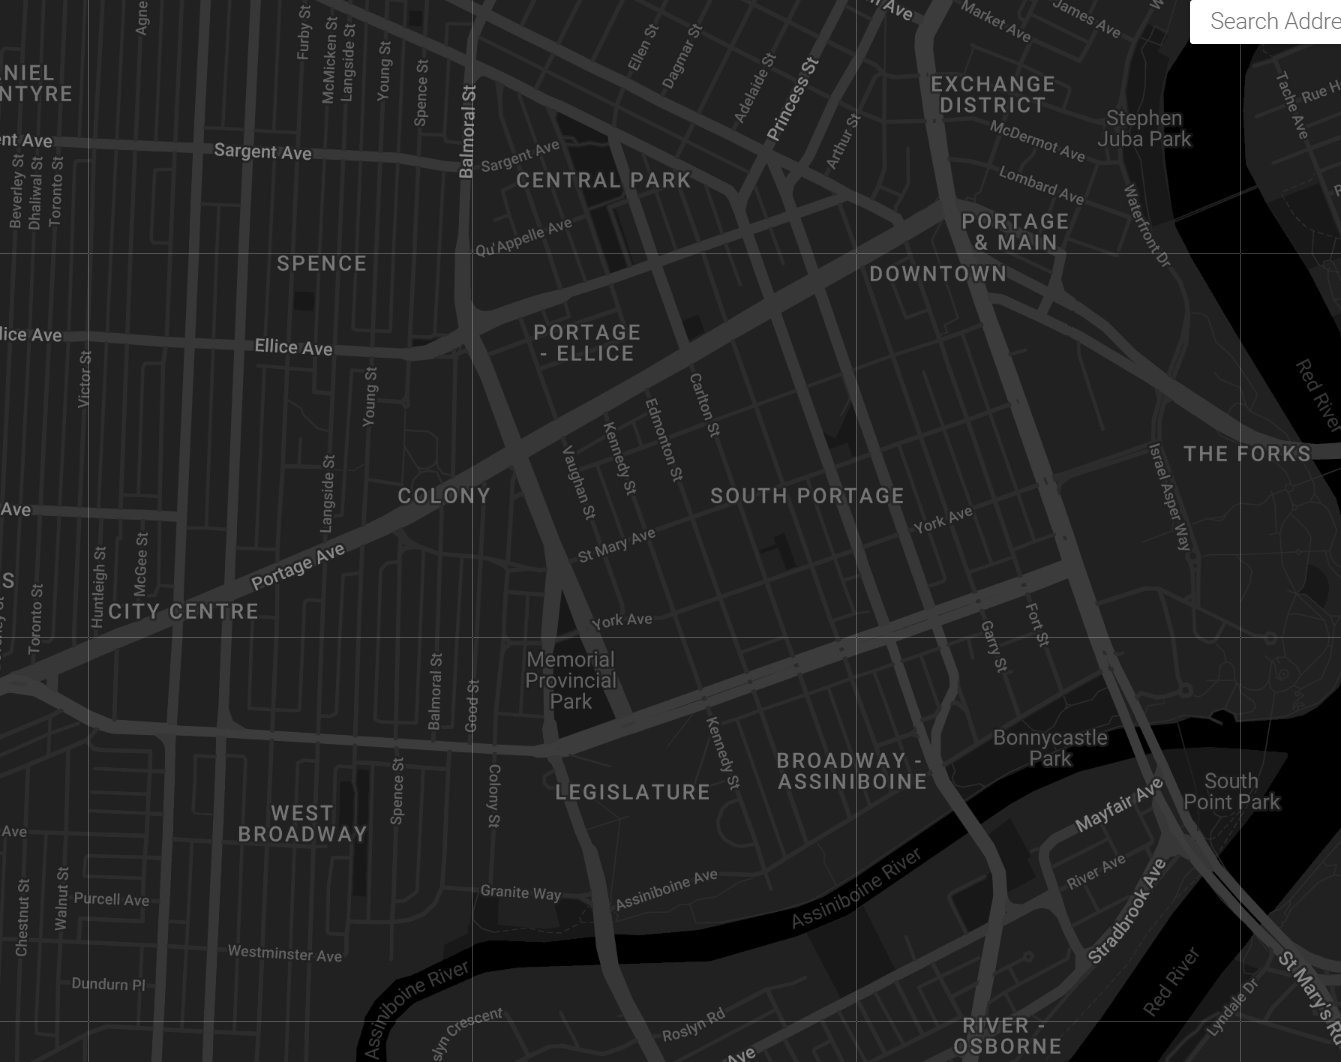 Search Addre
Agne
Furby St
McMicken St
Langside St
Young St
Spence St
Balmoral St
Ellen St
Dagmar St
Adelaide St
Princess St
Arthur St
n Ave
Market Ave
James Ave
W
Tache Ave
Rue H
NIEL
NTYRE
EXCHANGE
DISTRICT
Stephen
Juba Park
McDermot Ave
Lombard Ave
Waterfront Dr
ent Ave
Sargent Ave
Sargent Ave
CENTRAL PARK
Beverley St
Dhaliwal St
Toronto St
Qu'Appelle Ave
PORTAGE
& MAIN
SPENCE
DOWNTOWN
lice Ave
Ellice Ave
PORTAGE
- ELLICE
Victor St
Young St
Carlton St
Edmonton St
Kennedy St
Vaughan St
Red River
THE FORKS
Israel Asper Way
Langside St
COLONY
SOUTH PORTAGE
Ave
York Ave
St Mary Ave
Portage Ave
Huntleigh St
McGee St
S
Toronto St
CITY CENTRE
York Ave
Garry St
Fort St
Memorial
Provincial
Park
Balmoral St
Good St
Kennedy St
Bonnycastle
Park
BROADWAY -
ASSINIBOINE
South
Point Park
Mayfair Ave
LEGISLATURE
Spence St
Colony St
WEST
BROADWAY
Ave
River Ave
Stradbrook Ave
Assiniboine River
Assiniboine Ave
Granite Way
Chestnut St
Walnut St
Purcell Ave
Westminster Ave
Dundurn Pl
Assiniboine River
slyn Crescent
Roslyn Rd
Ave
RIVER -
OSBORNE
Red River
Lyndale Dr
St Mary's R